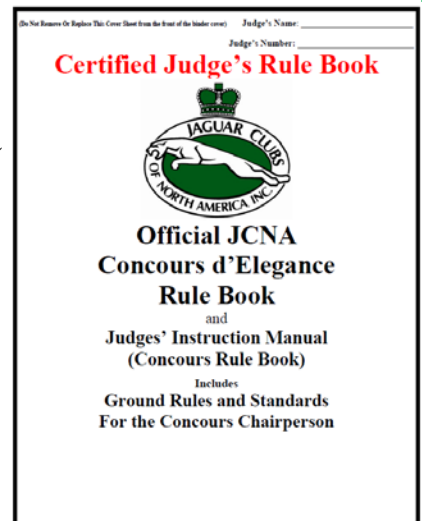 (Do Not Remove Or Replace This Cover Sheet from the front of the binder cover) Judge's Name:
Judge's Number:
Certified Judge's Rule Book
JAGUAR CLUBS
OF NORTH AMERICA INC.
Official JCNA
Concours d'Elegance
Rule Book
and
Judges' Instruction Manual
(Concours Rule Book)
Includes
Ground Rules and Standards
For the Concours Chairperson